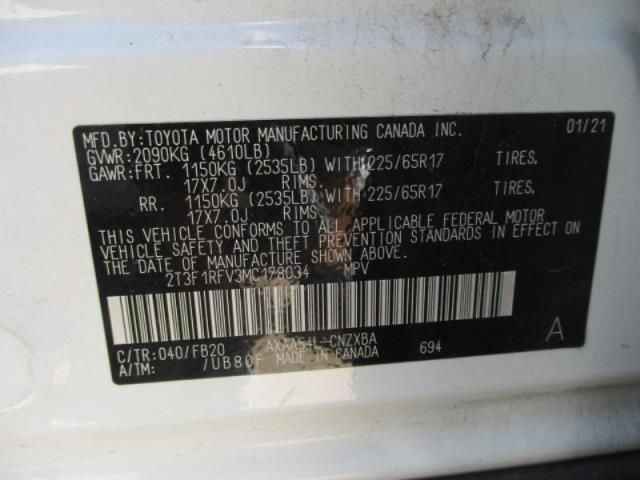 MFD.BY:TOYOTA MOTOR MANUFACTURING CANADA INC. 01/21
GVWR:2090KG (4610LB)
GAWR:FRT. 1150KG (2535LB) WITH 225/65R17 TIRES,
17X7.0J RIMS.
RR. 1150KG (2535LB) WITH 225/65R17 TIRES,
17X7.0J RIMS.
THIS VEHICLE CONFORMS TO ALL APPLICABLE FEDERAL MOTOR
VEHICLE SAFETY AND THEFT PREVENTION STANDARDS IN EFFECT
ON THE DATE OF MANUFACTURE SHOWN ABOVE.
2T3F1RFV3MC178034 MPV
C/TR:040/FB20 AXAA54L-CNZXBA A
A/TM: /UB80F MADE IN CANADA 694